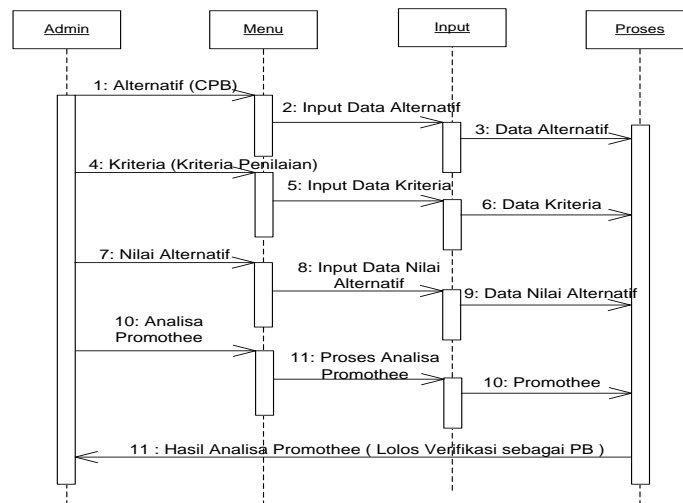 Admin
Menu
Input
Proses
1: Alternatif (CPB)
2: Input Data Alternatif
3: Data Alternatif
4: Kriteria (Kriteria Penilaian)
5: Input Data Kriteria
6: Data Kriteria
7: Nilai Alternatif
8: Input Data Nilai
Alternatif
9: Data Nilai Alternatif
10: Analisa
Promothee
11: Proses Analisa
Promothee
10: Promothee
11 : Hasil Analisa Promothee ( Lolos Verifikasi sebagai PB )